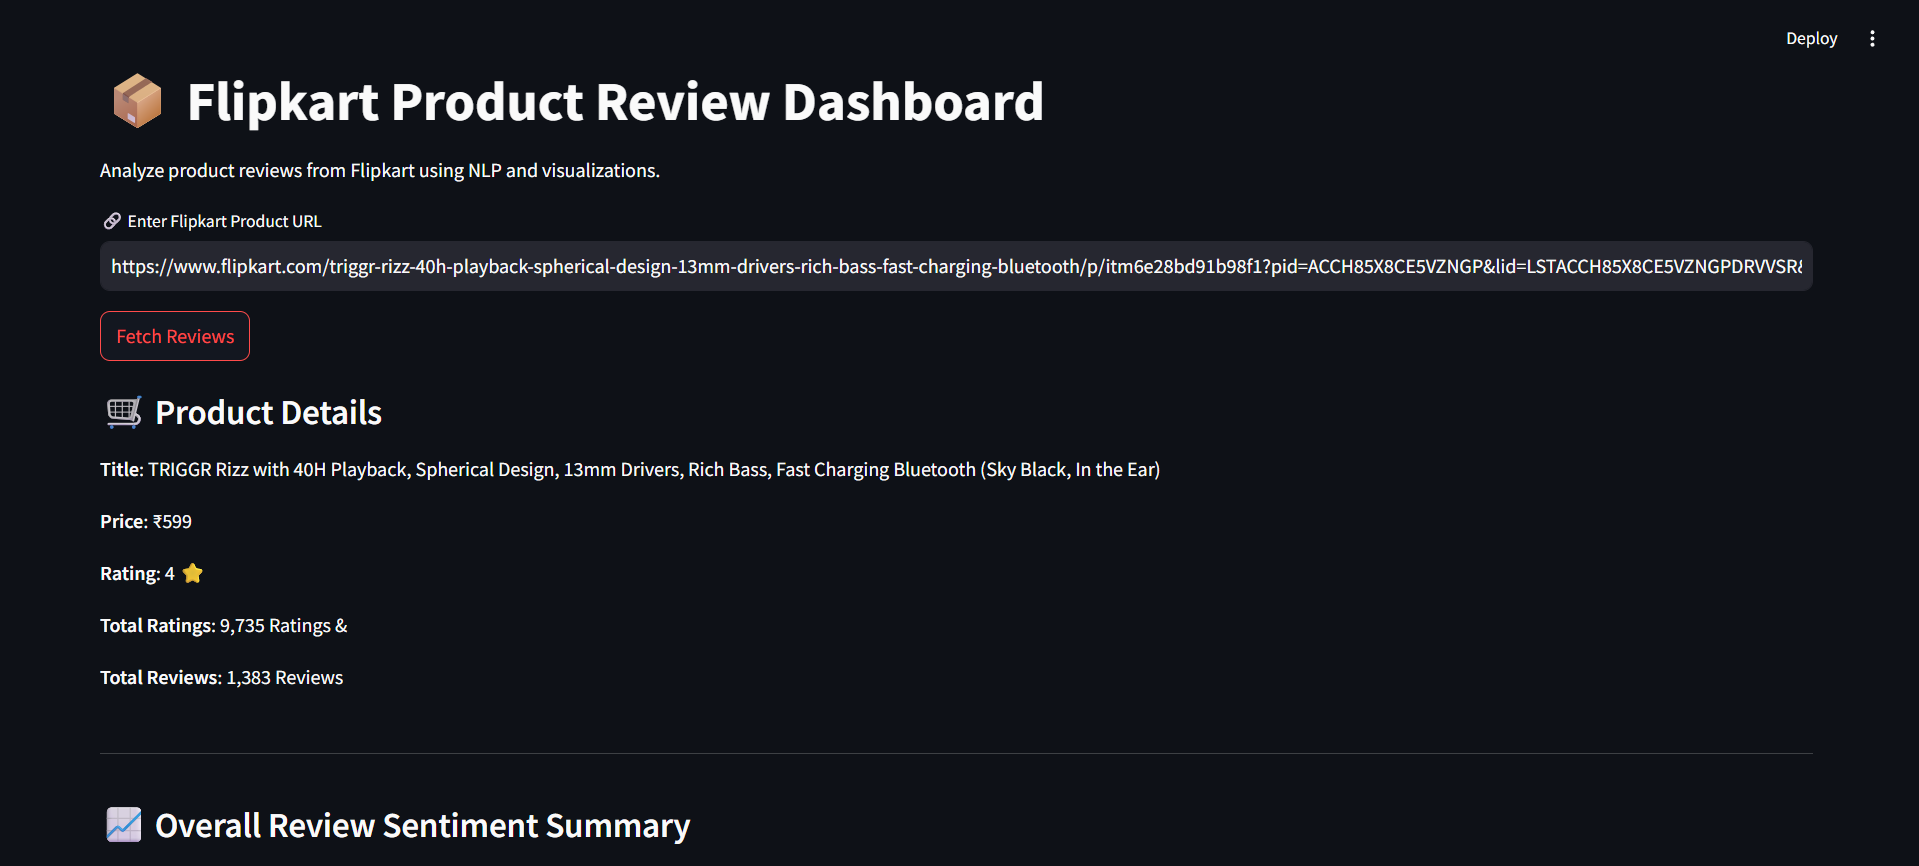 Deploy
Flipkart Product Review Dashboard
Analyze product reviews from Flipkart using NLP and visualizations.
Enter Flipkart Product URL
https://www.flipkart.com/triggr-rizz-40h-playback-spherical-design-13mm-drivers-rich-bass-fast-charging-bluetooth/p/itm6e28bd91b98f1?pid=ACCH85X8CE5VZNGP&lid=LSTACCH85X8CE5VZNGPDRVVSR&
Fetch Reviews
Product Details
Title: TRIGGR Rizz with 40H Playback, Spherical Design, 13mm Drivers, Rich Bass, Fast Charging Bluetooth (Sky Black, In the Ear)
Price: ₹599
Rating: 4
Total Ratings: 9,735 Ratings &
Total Reviews: 1,383 Reviews
Overall Review Sentiment Summary